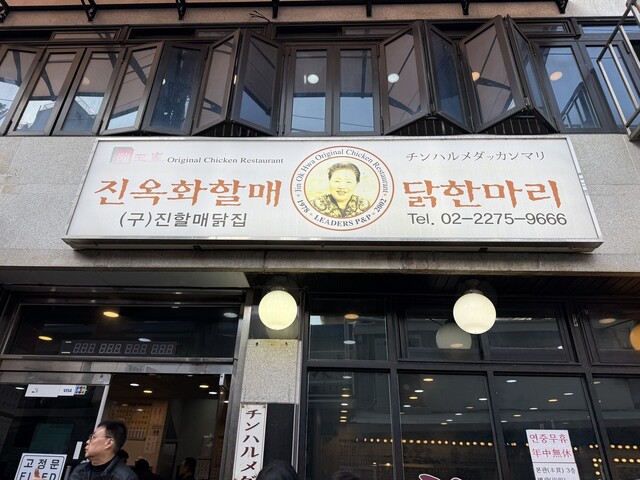 Original Chicken Restaurant
Jin Ok Hwa Original Chicken Restaurant
チンハルメダッカンマリ
진옥화할매
닭한마리
(구)진할매닭집
1978
LEADERS P&P
2002
Tel. 02-2275-9666
VISA
고정문
チンハルメダ
연중무휴
年中無休